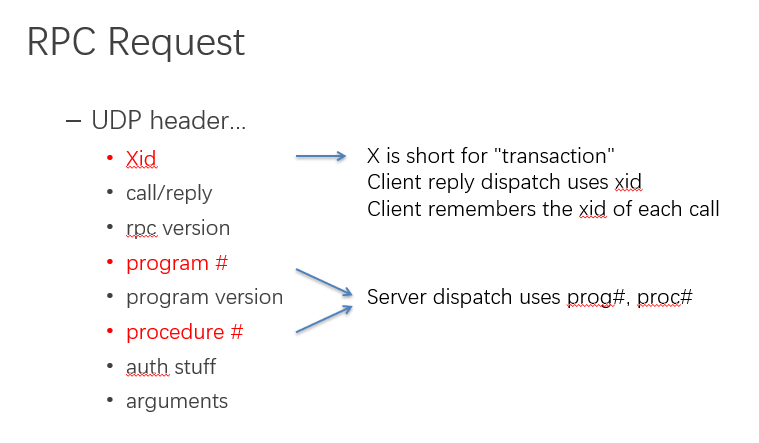 RPC Request
– UDP header...
• Xid
X is short for "transaction"
Client reply dispatch uses xid
Client remembers the xid of each call
• call/reply
• rpc version
• program #
• program version
Server dispatch uses prog#, proc#
• procedure #
• auth stuff
• arguments